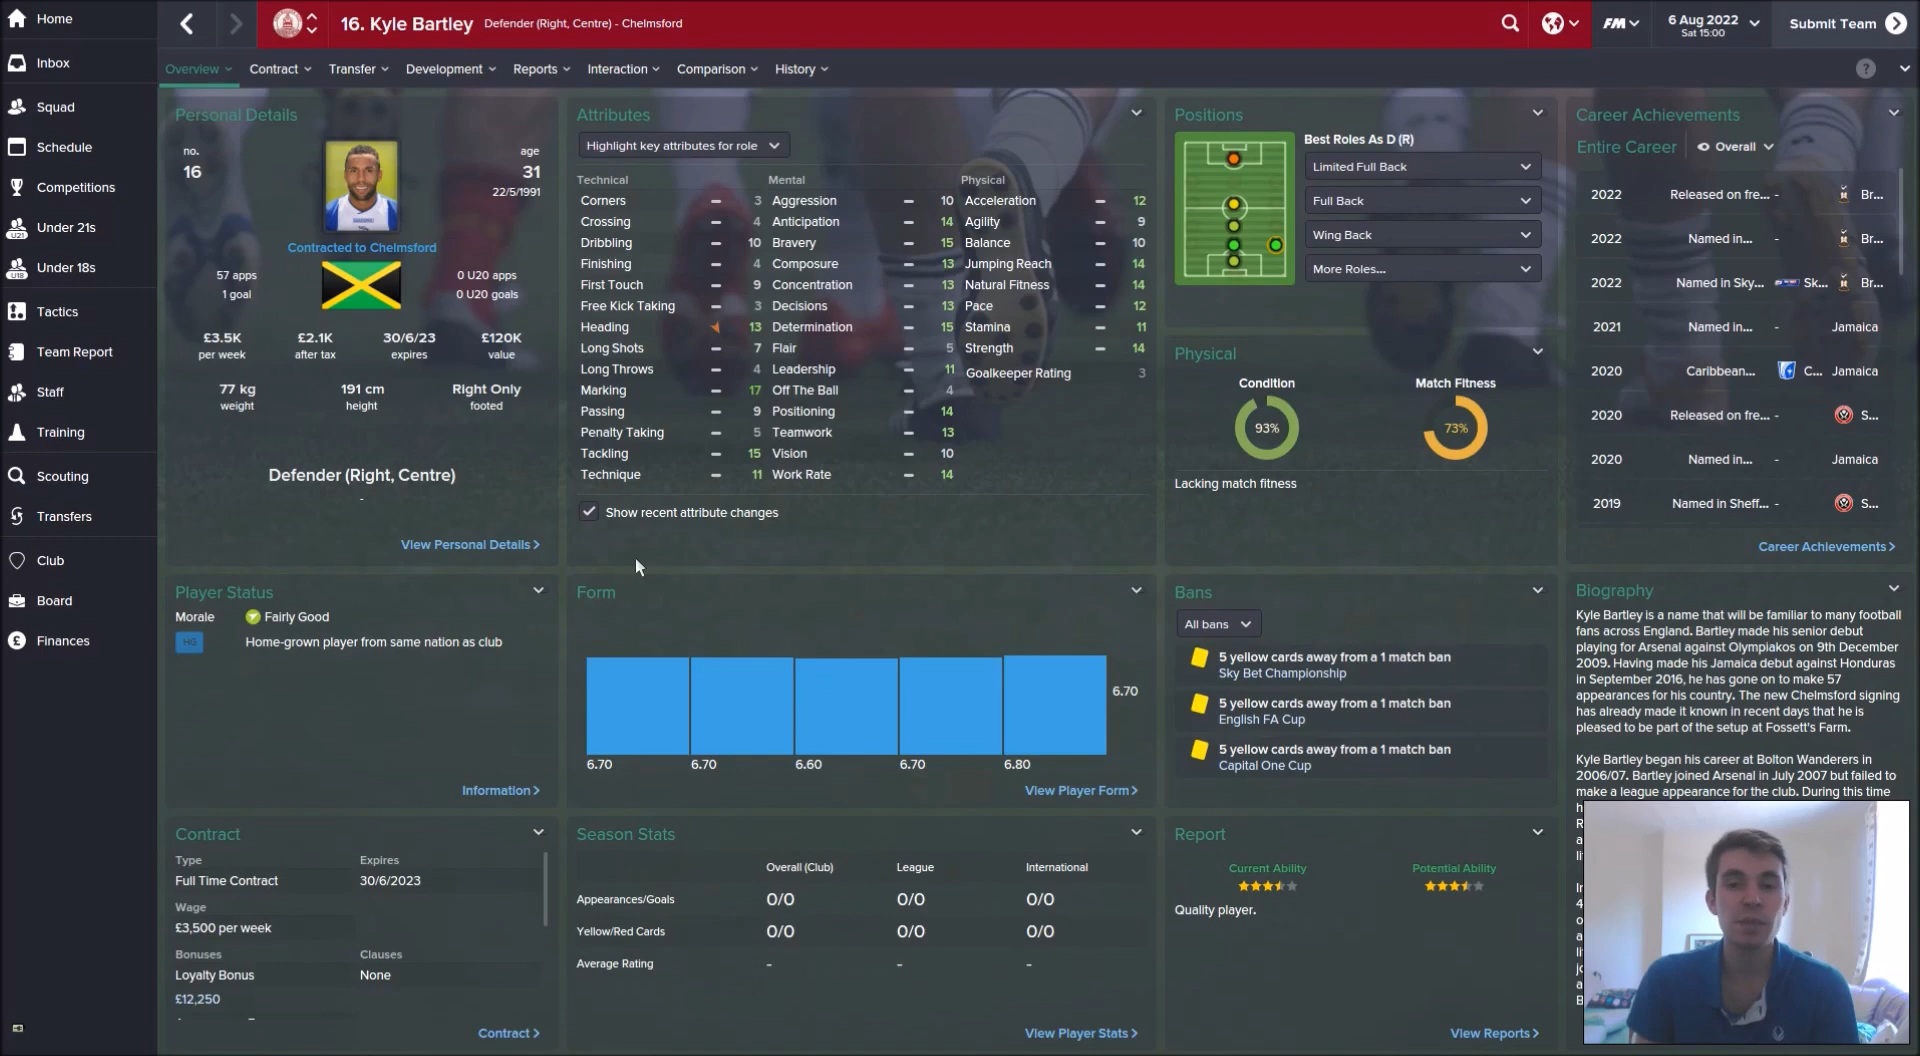 Home
Inbox
Squad
Schedule
Competitions
Under 21s
Under 18s
Tactics
Team Report
Staff
Training
Scouting
Transfers
Club
Board
Finances
16. Kyle Bartley Defender (Right, Centre) - Chelmsford
FM
6 Aug 2022
Sat 15:00
Submit Team
Overview Contract Transfer Development Reports Interaction Comparison History
?
Personal Details
no.
16
age
31
22/5/1991
Contracted to Chelmsford
57 apps
1 goal
0 U20 apps
0 U20 goals
£3.5K
per week
£2.1K
after tax
30/6/23
expires
£120K
value
77 kg
weight
191 cm
height
Right Only
footed
Defender (Right, Centre)
-
View Personal Details >
Attributes
Highlight key attributes for role
Technical Mental Physical
Corners - 3 Aggression - 10 Acceleration - 12
Crossing - 4 Anticipation - 14 Agility - 9
Dribbling - 10 Bravery - 15 Balance - 10
Finishing - 4 Composure - 13 Jumping Reach - 14
First Touch - 9 Concentration - 13 Natural Fitness - 14
Free Kick Taking - 3 Decisions - 13 Pace - 12
Heading 13 Determination - 15 Stamina - 11
Long Shots - 7 Flair - 5 Strength - 14
Long Throws - 4 Leadership - 11 Goalkeeper Rating 3
Marking - 17 Off The Ball - 4
Passing - 9 Positioning - 14
Penalty Taking - 5 Teamwork - 13
Tackling - 15 Vision - 10
Technique - 11 Work Rate - 14
Show recent attribute changes
Positions
Best Roles As D (R)
Limited Full Back
Full Back
Wing Back
More Roles...
Physical
Condition
93%
Match Fitness
73%
Lacking match fitness
Career Achievements
Entire Career Overall
2022 Released on fre... - Br...
2022 Named in... - Br...
2022 Named in Sky... Sk... Br...
2021 Named in... - Jamaica
2020 Caribbean... C... Jamaica
2020 Released on fre... - S...
2020 Named in... - Jamaica
2019 Named in Sheff... - S...
Career Achievements >
Player Status
Morale Fairly Good
HG Home-grown player from same nation as club
Information >
Form
6.70
6.70 6.70 6.60 6.70 6.80
View Player Form >
Bans
All bans
5 yellow cards away from a 1 match ban
Sky Bet Championship
5 yellow cards away from a 1 match ban
English FA Cup
5 yellow cards away from a 1 match ban
Capital One Cup
Biography
Kyle Bartley is a name that will be familiar to many football
fans across England. Bartley made his senior debut
playing for Arsenal against Olympiakos on 9th December
2009. Having made his Jamaica debut against Honduras
in September 2016, he has gone on to make 57
appearances for his country. The new Chelmsford signing
has already made it known in recent days that he is
pleased to be part of the setup at Fossett's Farm.
Kyle Bartley began his career at Bolton Wanderers in
2006/07. Bartley joined Arsenal in July 2007 but failed to
make a league appearance for the club. During this time
Contract
Type
Full Time Contract
Expires
30/6/2023
Wage
£3,500 per week
Bonuses
Loyalty Bonus
£12,250
Clauses
None
Contract >
Season Stats
Overall (Club) League International
Appearances/Goals 0/0 0/0 0/0
Yellow/Red Cards 0/0 0/0 0/0
Average Rating - - -
View Player Stats >
Report
Current Ability
Potential Ability
Quality player.
View Reports >